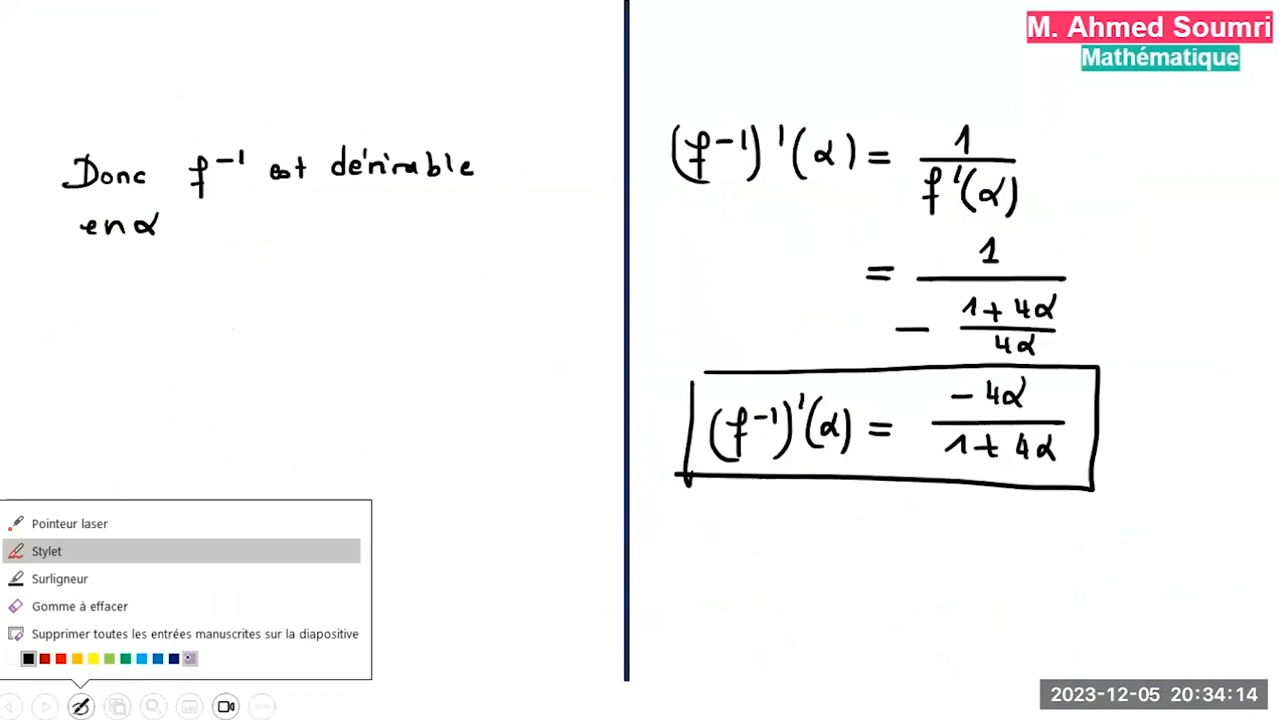 M. Ahmed Soumri
Mathématique
Donc f⁻¹ est dérivable
en α
(f⁻¹)'(α) = 1 / f'(α)
= 1 / - (1 + 4α / 4α)
(f⁻¹)'(α) = - 4α / 1 + 4α
Pointeur laser
Stylet
Surligneur
Gomme à effacer
Supprimer toutes les entrées manuscrites sur la diapositive
2023-12-05 20:34:14